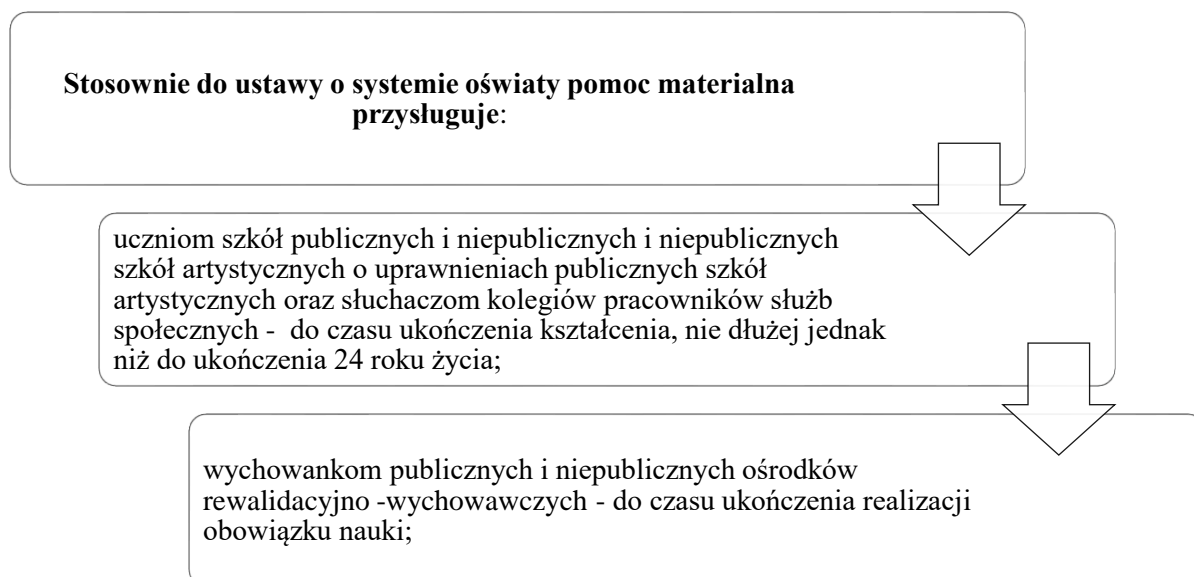 Stosownie do ustawy o systemie oświaty pomoc materialna
przysługuje:
uczniom szkół publicznych i niepublicznych i niepublicznych
szkół artystycznych o uprawnieniach publicznych szkół
artystycznych oraz słuchaczom kolegiów pracowników służb
społecznych - do czasu ukończenia kształcenia, nie dłużej jednak
niż do ukończenia 24 roku życia;
wychowankom publicznych i niepublicznych ośrodków
rewalidacyjno -wychowawczych - do czasu ukończenia realizacji
obowiązku nauki;